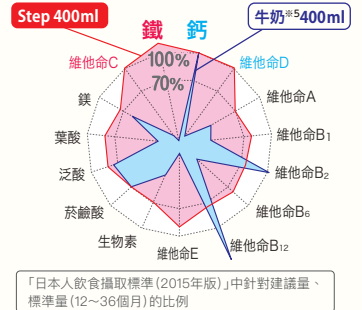 Step 400ml
牛奶※5400ml
鐵 鈣
維他命C
維他命D
100%
70%
鎂
維他命A
葉酸
維他命B1
泛酸
維他命B2
菸鹼酸
維他命B6
生物素
維他命B12
維他命E
「日本人飲食攝取標準(2015年版)」中針對建議量、
標準量(12~36個月)的比例